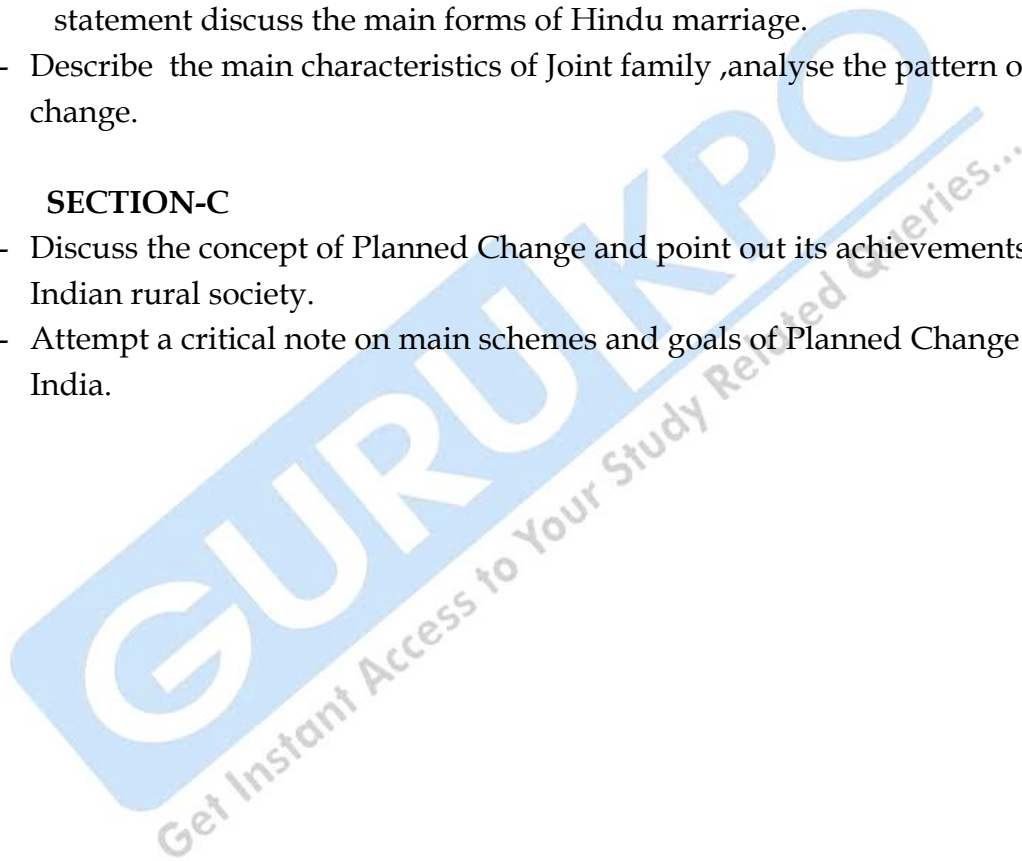 statement discuss the main forms of Hindu marriage.
- Describe the main characteristics of Joint family ,analyse the pattern o
change.
SECTION-C
- Discuss the concept of Planned Change and point out its achievements
Indian rural society.
- Attempt a critical note on main schemes and goals of Planned Change
India.
GURUKPO
Get Instant Access to Your Study Related Queries...